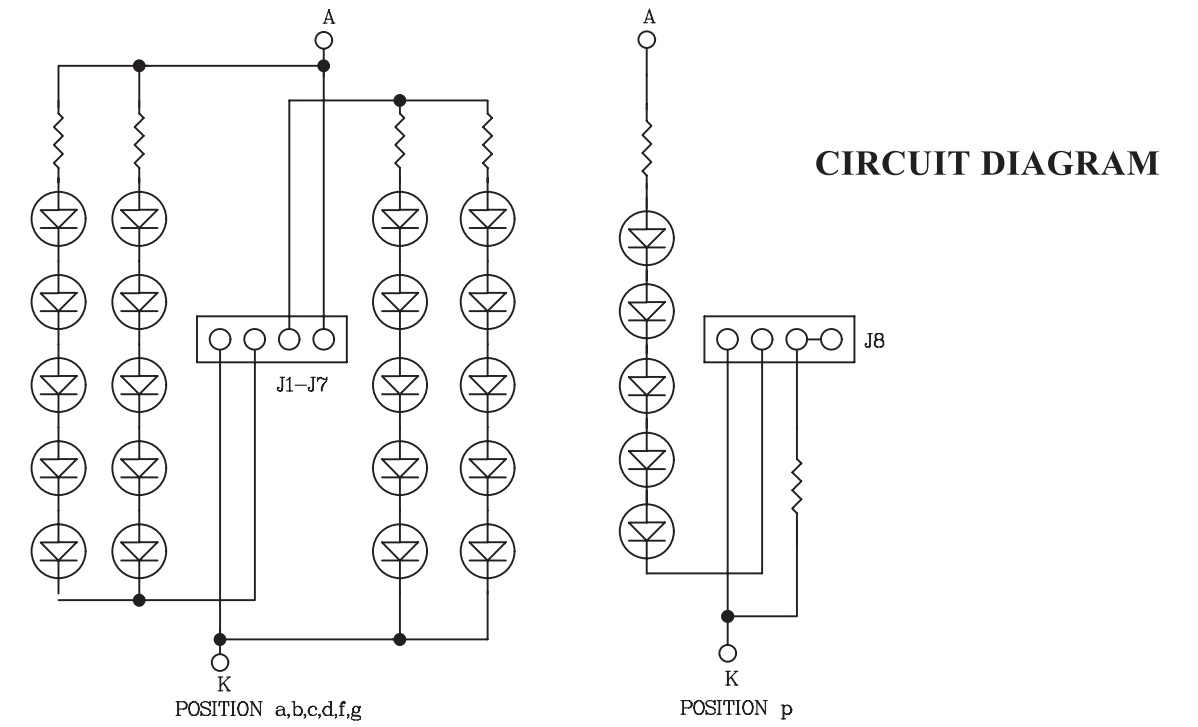 A
A
CIRCUIT DIAGRAM
J1-J7
J8
K
K
POSITION a,b,c,d,f,g
POSITION p